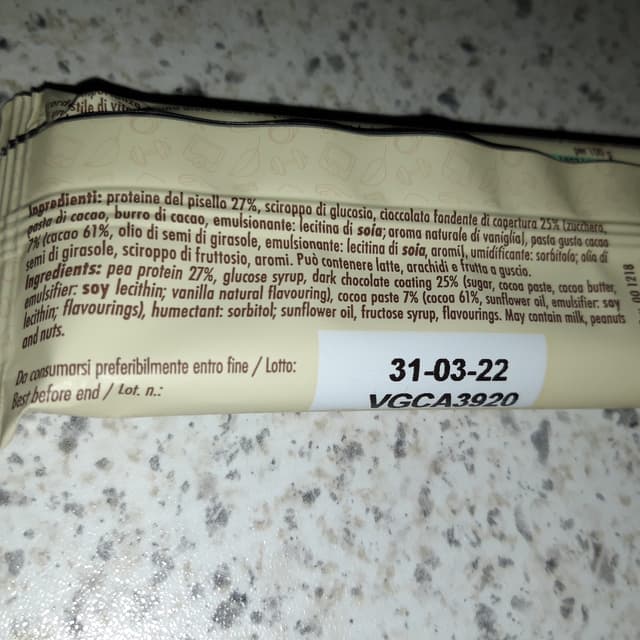 stile di vita
per 100 g
Ingredienti: proteine del pisello 27%, sciroppo di glucosio, cioccolato fondente di copertura 25% (zucchero,
pasta di cacao, burro di cacao, emulsionante: lecitina di soia; aroma naturale di vaniglia), pasta gusto cacao
7% (cacao 61%, olio di semi di girasole, emulsionante: lecitina di soia, aromi), umidificante: sorbitolo; olio di
semi di girasole, sciroppo di fruttosio, aromi. Può contenere latte, arachidi e frutta a guscio.
Ingredients: pea protein 27%, glucose syrup, dark chocolate coating 25% (sugar, cocoa paste, cocoa butter,
emulsifier: soy lecithin; vanilla natural flavouring), cocoa paste 7% (cocoa 61%, sunflower oil, emulsifier: soy
lecithin; flavourings), humectant: sorbitol; sunflower oil, fructose syrup, flavourings. May contain milk, peanuts
and nuts.
Da consumarsi preferibilmente entro fine / Lotto:
Best before end / Lot. n.:
31-03-22
VGCA3920